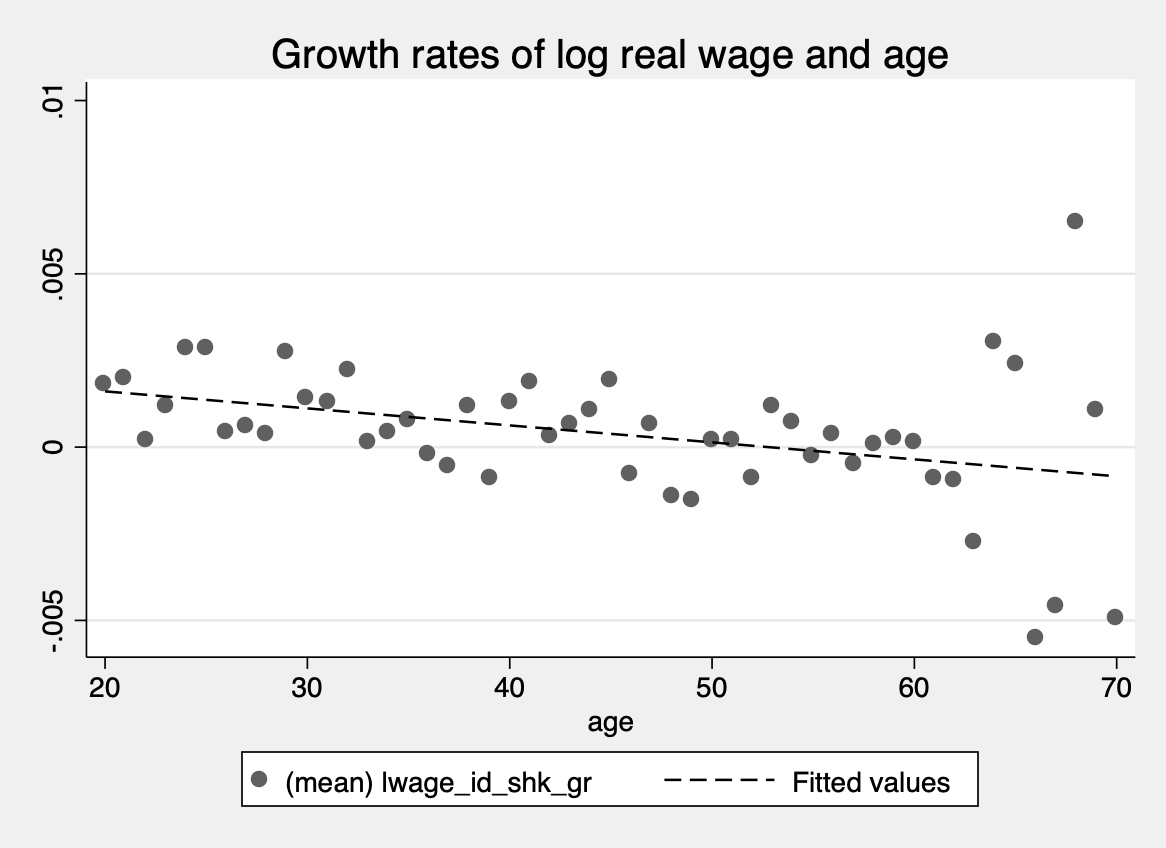 Growth rates of log real wage and age
.01
.005
0
-.005
20 30 40 50 60 70
age
(mean) lwage_id_shk_gr Fitted values